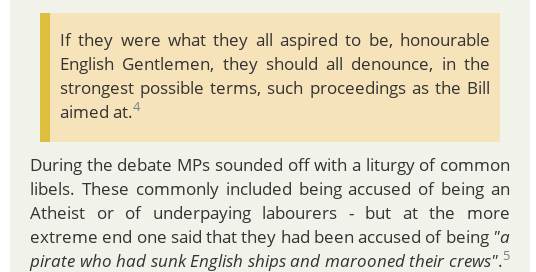 If they were what they all aspired to be, honourable
English Gentlemen, they should all denounce, in the
strongest possible terms, such proceedings as the Bill
aimed at.4
During the debate MPs sounded off with a liturgy of common
libels. These commonly included being accused of being an
Atheist or of underpaying labourers - but at the more
extreme end one said that they had been accused of being "a
pirate who had sunk English ships and marooned their crews".5